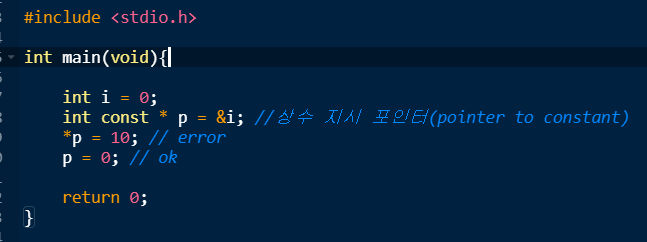 #include <stdio.h>
int main(void){
int i = 0;
int const * p = &i; //상수 지시 포인터(pointer to constant)
*p = 10; // error
p = 0; // ok
return 0;
}